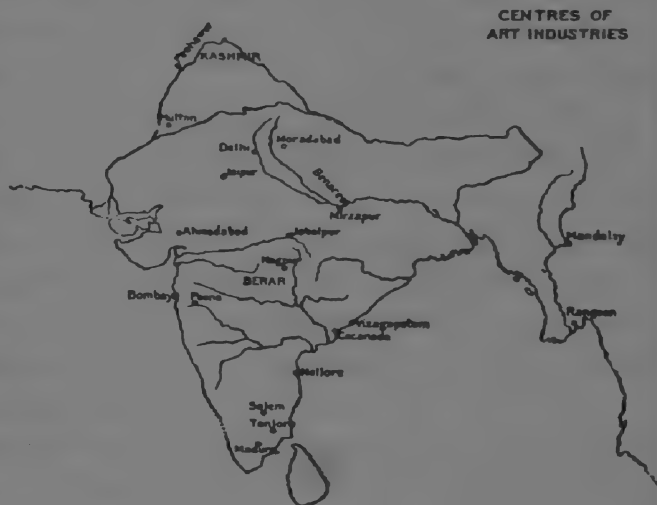 CENTRES OF
ART INDUSTRIES
KASHMIR
Multan
Delhi
Moradabad
Jaipur
Benares
Mirzapur
Ahmedabad
Jabalpur
Mandalay
Nagpur
BERAR
Bombay
Poona
Vizagapatam
Cocanada
Rangoon
Nellore
Salem
Tanjore
Madura